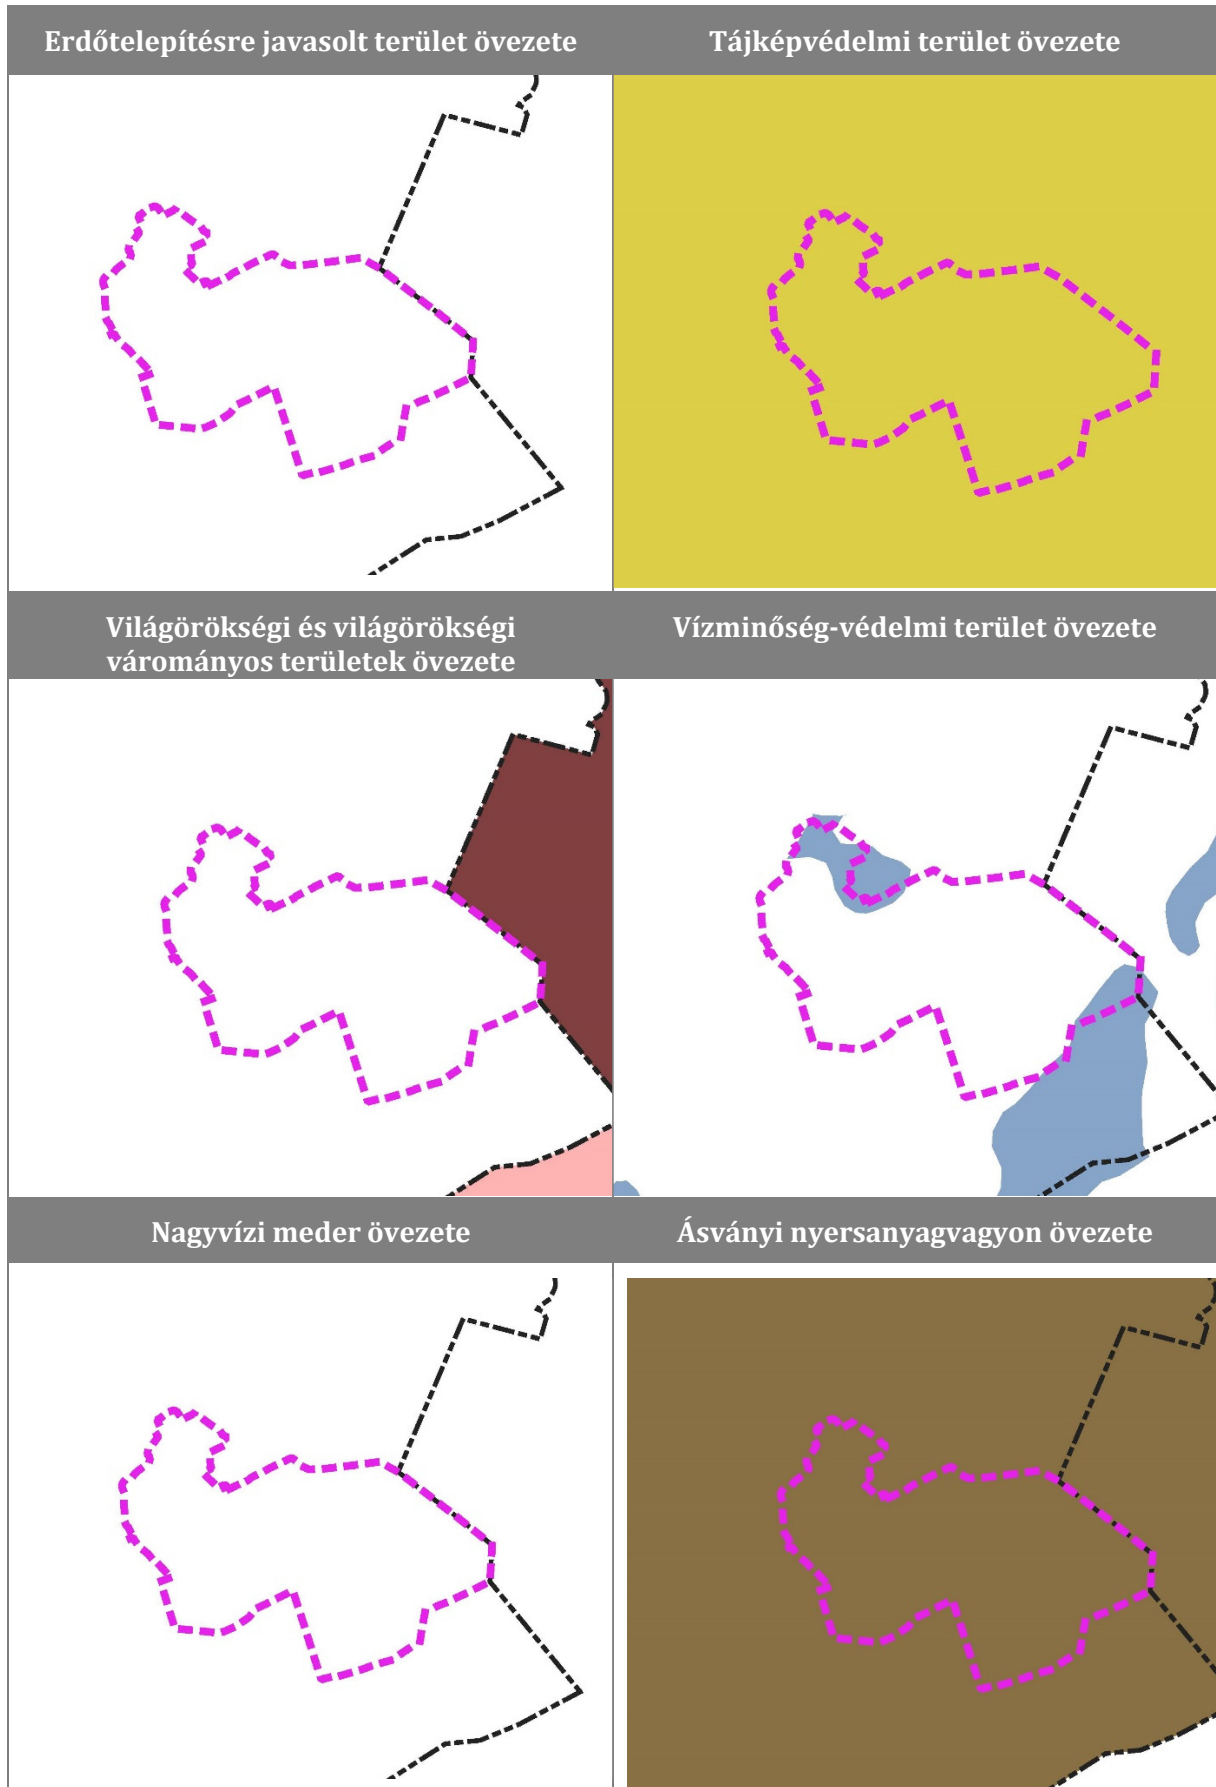 Erdőtelepítésre javasolt terület övezete
Tájképvédelmi terület övezete
Világörökségi és világörökségi
várományos területek övezete
Vízminőség-védelmi terület övezete
Nagyvízi meder övezete
Ásványi nyersanyagvagyon övezete